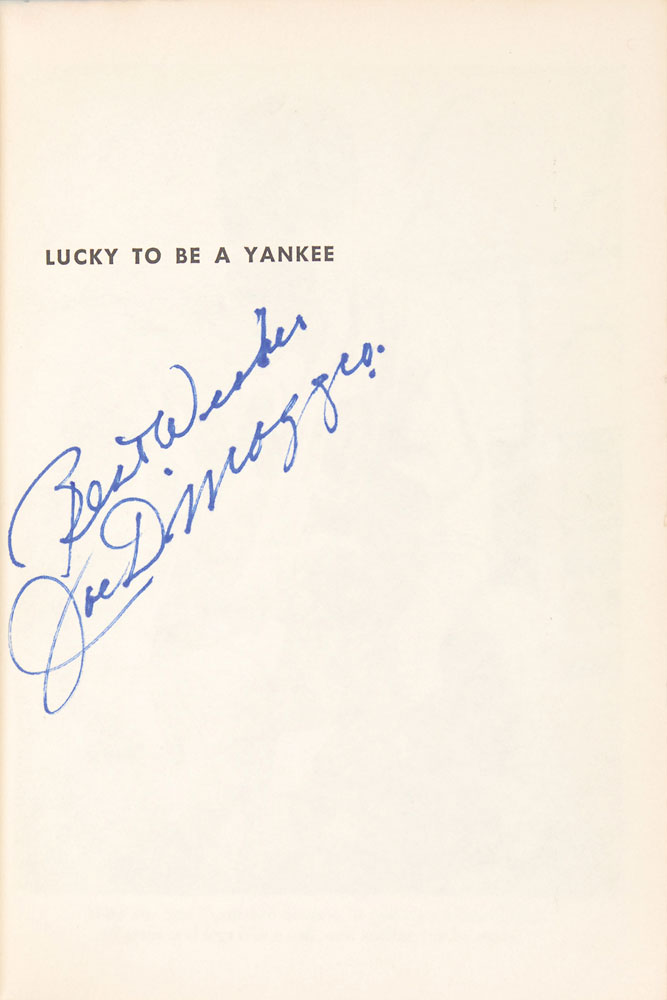 LUCKY TO BE A YANKEE
Best Wishes
Joe DiMaggio.